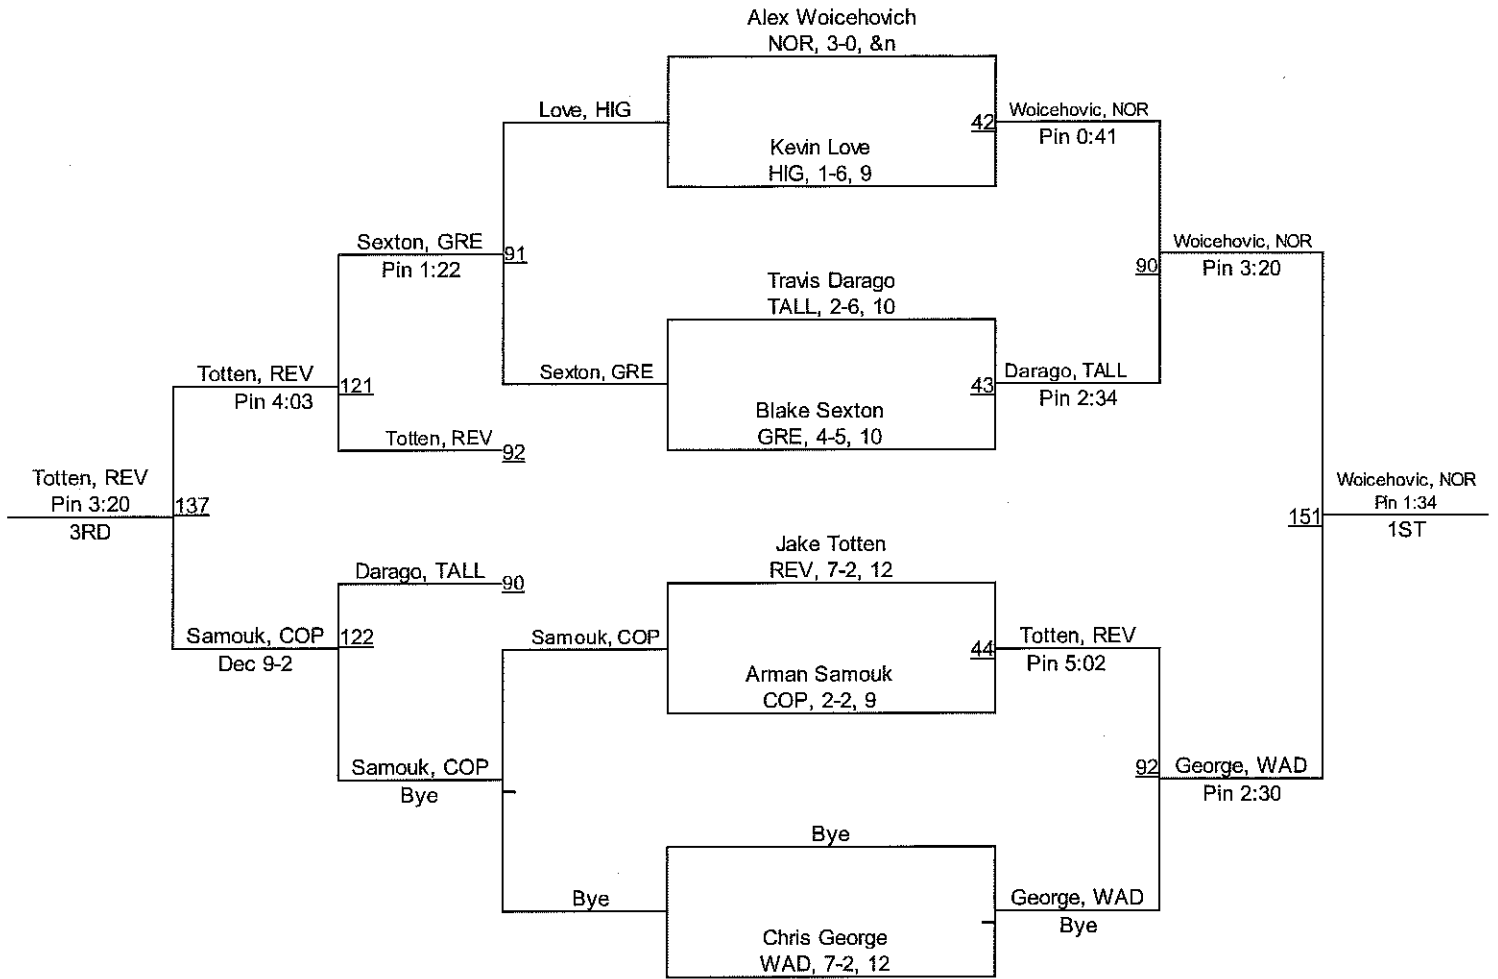 Alex Woicehovich
NOR, 3-0, &n
Love, HIG
42
Woicehovic, NOR
Pin 0:41
Kevin Love
HIG, 1-6, 9
Sexton, GRE
Pin 1:22
91
Woicehovic, NOR
Pin 3:20
90
Travis Darago
TALL, 2-6, 10
Totten, REV
Pin 4:03
121
Sexton, GRE
43
Darago, TALL
Pin 2:34
Blake Sexton
GRE, 4-5, 10
Totten, REV
92
Totten, REV
Pin 3:20
3RD
137
Woicehovic, NOR
Pin 1:34
1ST
151
Jake Totten
REV, 7-2, 12
Darago, TALL
90
Samouk, COP
Dec 9-2
122
Samouk, COP
44
Totten, REV
Pin 5:02
Arman Samouk
COP, 2-2, 9
Samouk, COP
Bye
92
George, WAD
Pin 2:30
Bye
Bye
George, WAD
Bye
Chris George
WAD, 7-2, 12